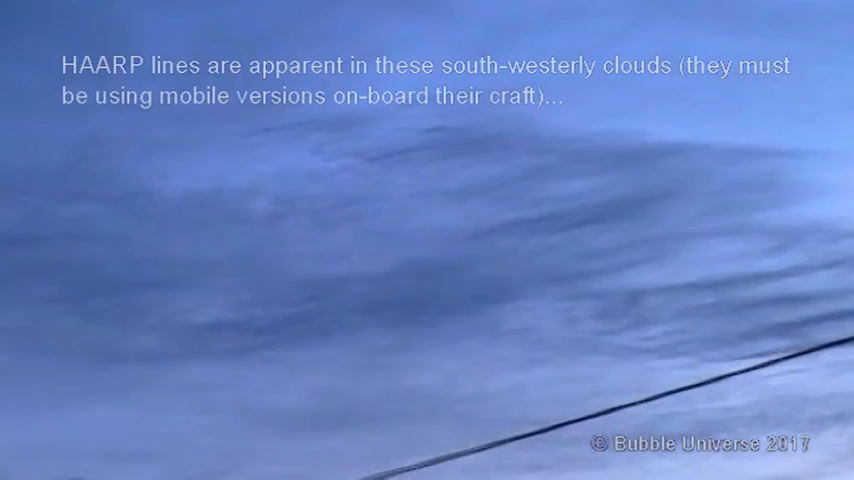 HAARP lines are apparent in these south-westerly clouds (they must
be using mobile versions on-board their craft)...
© Bubble Universe 2017